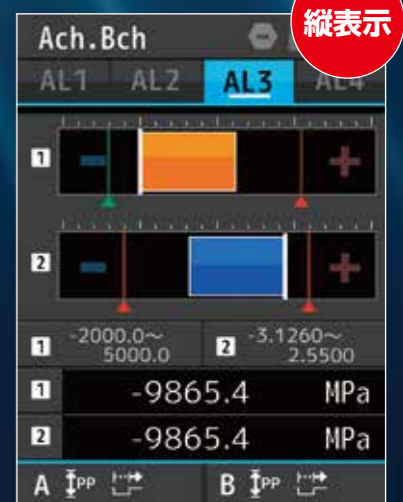 縦表示
Ach.Bch
AL1 AL2 AL3 AL4
1 - +
2 - +
1 -2000.0~ 5000.0 2 -3.1260~ 2.5500
1 -9865.4 MPa
2 -9865.4 MPa
A PP B PP